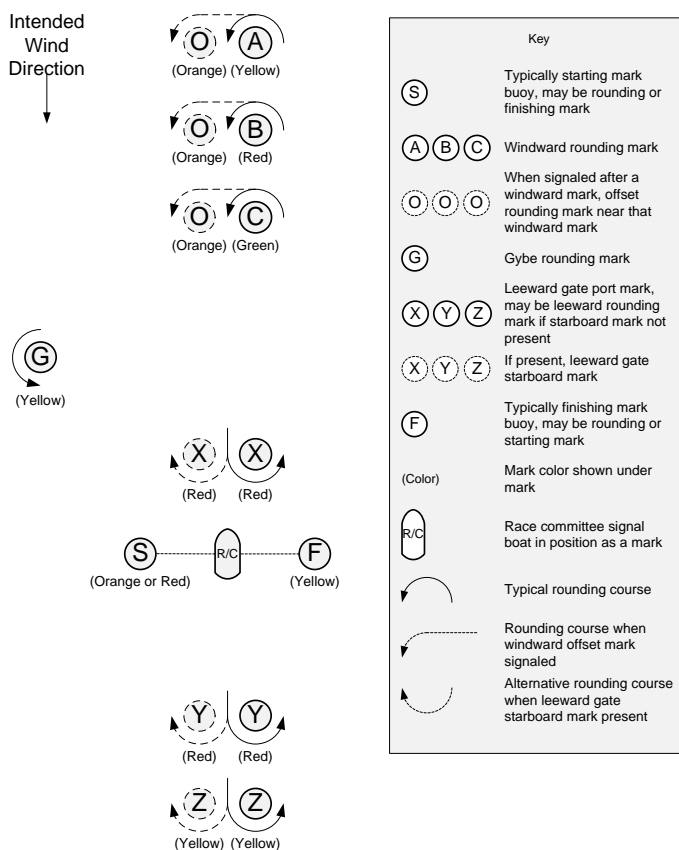 Intended
Wind
Direction
O A
(Orange) (Yellow)
O B
(Orange) (Red)
O C
(Orange) (Green)
G
(Yellow)
X X
(Red) (Red)
S R/C F
(Orange or Red) (Yellow)
Y Y
(Red) (Red)
Z Z
(Yellow) (Yellow)
Key
S
Typically starting mark
buoy, may be rounding or
finishing mark
A B C Windward rounding mark
O O O
When signaled after a
windward mark, offset
rounding mark near that
windward mark
G Gybe rounding mark
X Y Z
Leeward gate port mark,
may be leeward rounding
mark if starboard mark not
present
X Y Z
If present, leeward gate
starboard mark
F
Typically finishing mark
buoy, may be rounding or
starting mark
(Color)
Mark color shown under
mark
R/C
Race committee signal
boat in position as a mark
Typical rounding course
Rounding course when
windward offset mark
signaled
Alternative rounding course
when leeward gate
starboard mark present